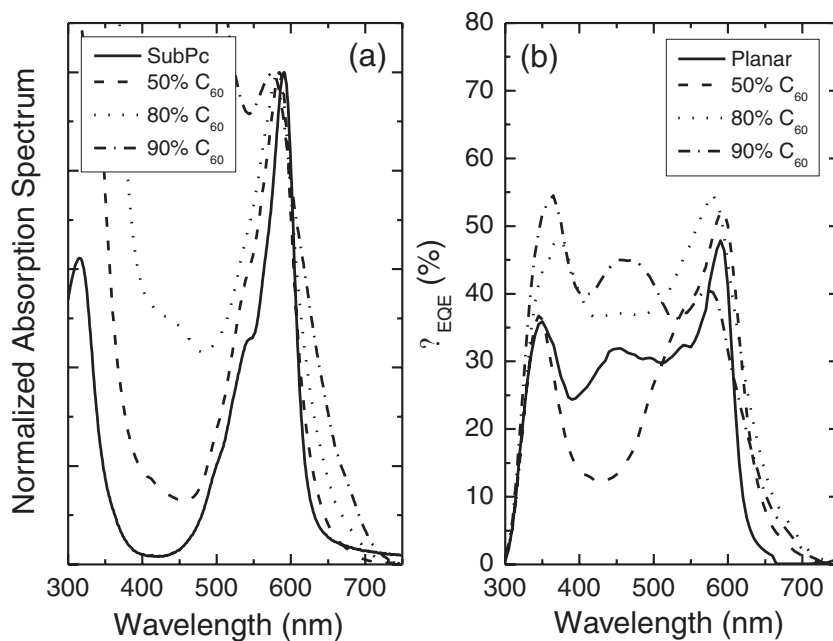 (a)
SubPc
50% C60
80% C60
90% C60
Normalized Absorption Spectrum
300 400 500 600 700
Wavelength (nm)
(b)
Planar
50% C60
80% C60
90% C60
?EQE (%)
80
70
60
50
40
30
20
10
0
300 400 500 600 700
Wavelength (nm)